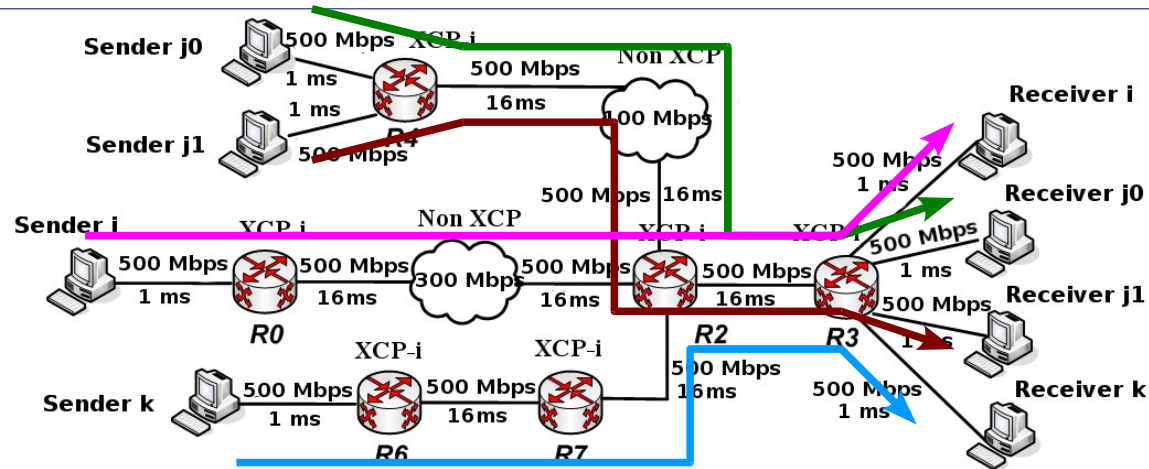 Sender j0
500 Mbps
XCP-i
1 ms
500 Mbps
16ms
Non XCP
100 Mbps
1 ms
R4
Sender j1
500 Mbps
Receiver i
500 Mbps
1 ms
500 Mbps
16ms
Receiver j0
Sender i
XCP-i
Non XCP
XCP-i
XCP-i
500 Mbps
1 ms
500 Mbps
1 ms
500 Mbps
16ms
300 Mbps
500 Mbps
16ms
500 Mbps
16ms
R0
R2
R3
Receiver j1
500 Mbps
1 ms
XCP-i
XCP-i
Sender k
500 Mbps
1 ms
500 Mbps
16ms
500 Mbps
16ms
500 Mbps
1 ms
Receiver k
R6
R7